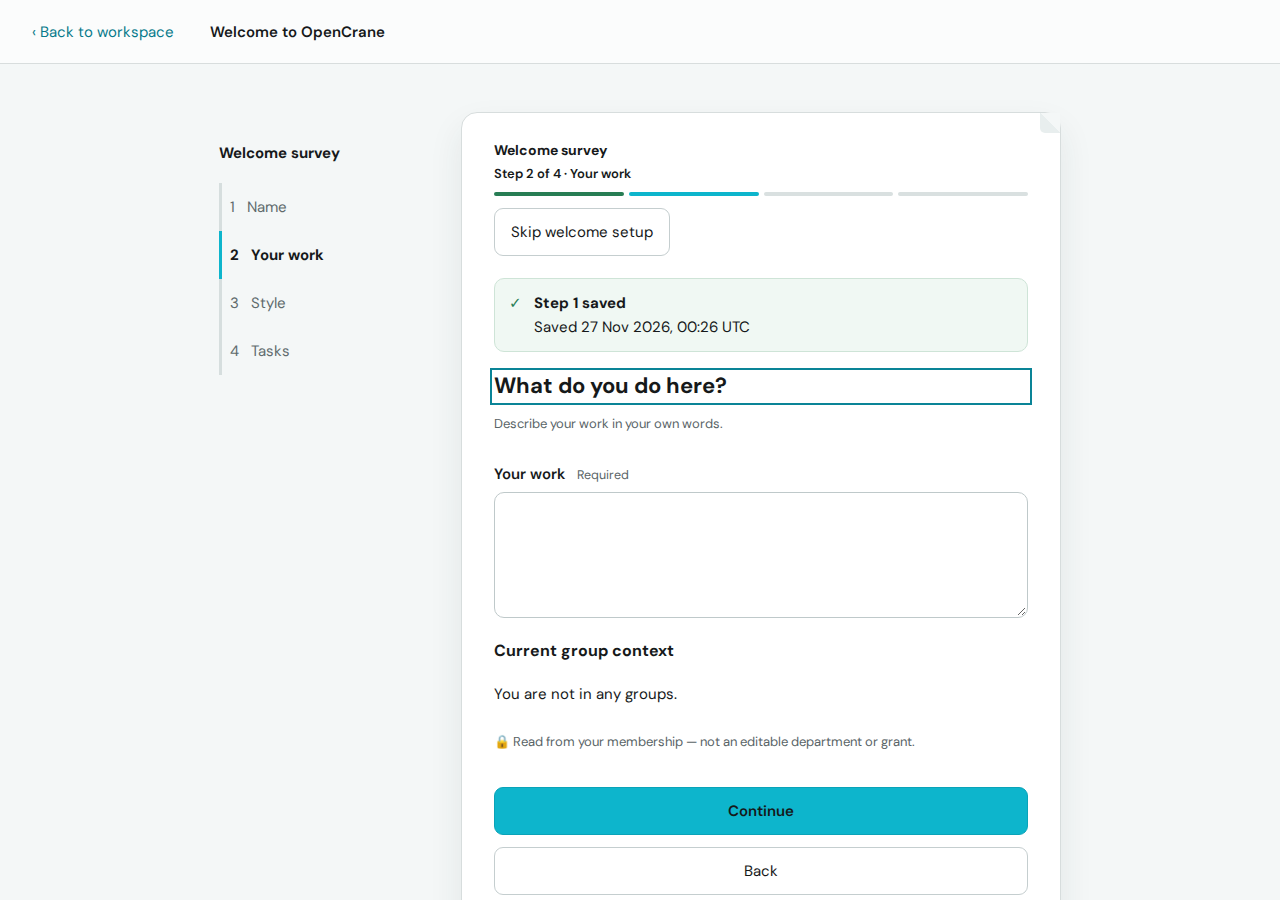 ‹ Back to workspace
Welcome to OpenCrane
Welcome survey
1 Name
2 Your work
3 Style
4 Tasks
Welcome survey
Step 2 of 4 · Your work
Skip welcome setup
✓ Step 1 saved
Saved 27 Nov 2026, 00:26 UTC
What do you do here?
Describe your work in your own words.
Your work Required
Current group context
You are not in any groups.
🔒 Read from your membership — not an editable department or grant.
Continue
Back